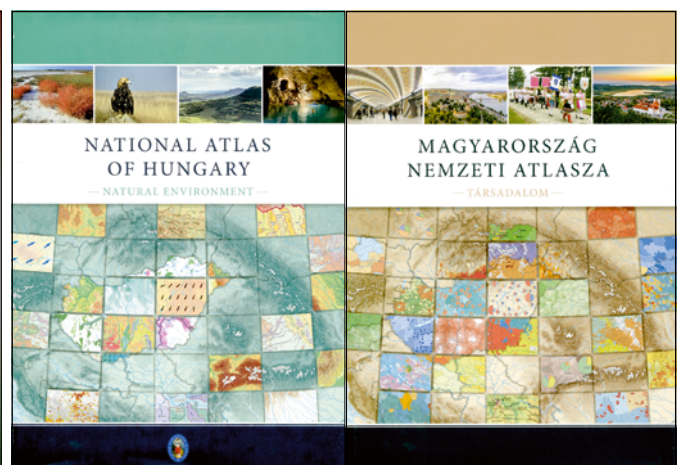 NATIONAL ATLAS
OF HUNGARY
— NATURAL ENVIRONMENT —
MAGYARORSZÁG
NEMZETI ATLASZA
— TÁRSADALOM —